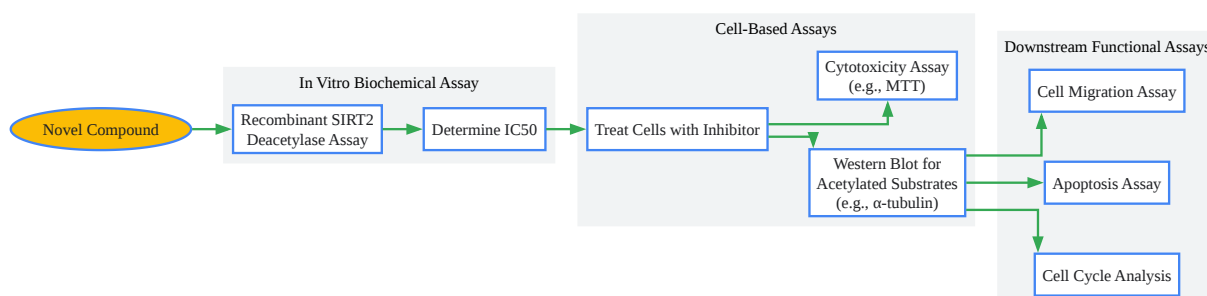 Novel Compound
In Vitro Biochemical Assay
Recombinant SIRT2
Deacetylase Assay
Determine IC50
Cell-Based Assays
Treat Cells with Inhibitor
Cytotoxicity Assay
(e.g., MTT)
Western Blot for
Acetylated Substrates
(e.g., α-tubulin)
Downstream Functional Assays
Cell Migration Assay
Apoptosis Assay
Cell Cycle Analysis